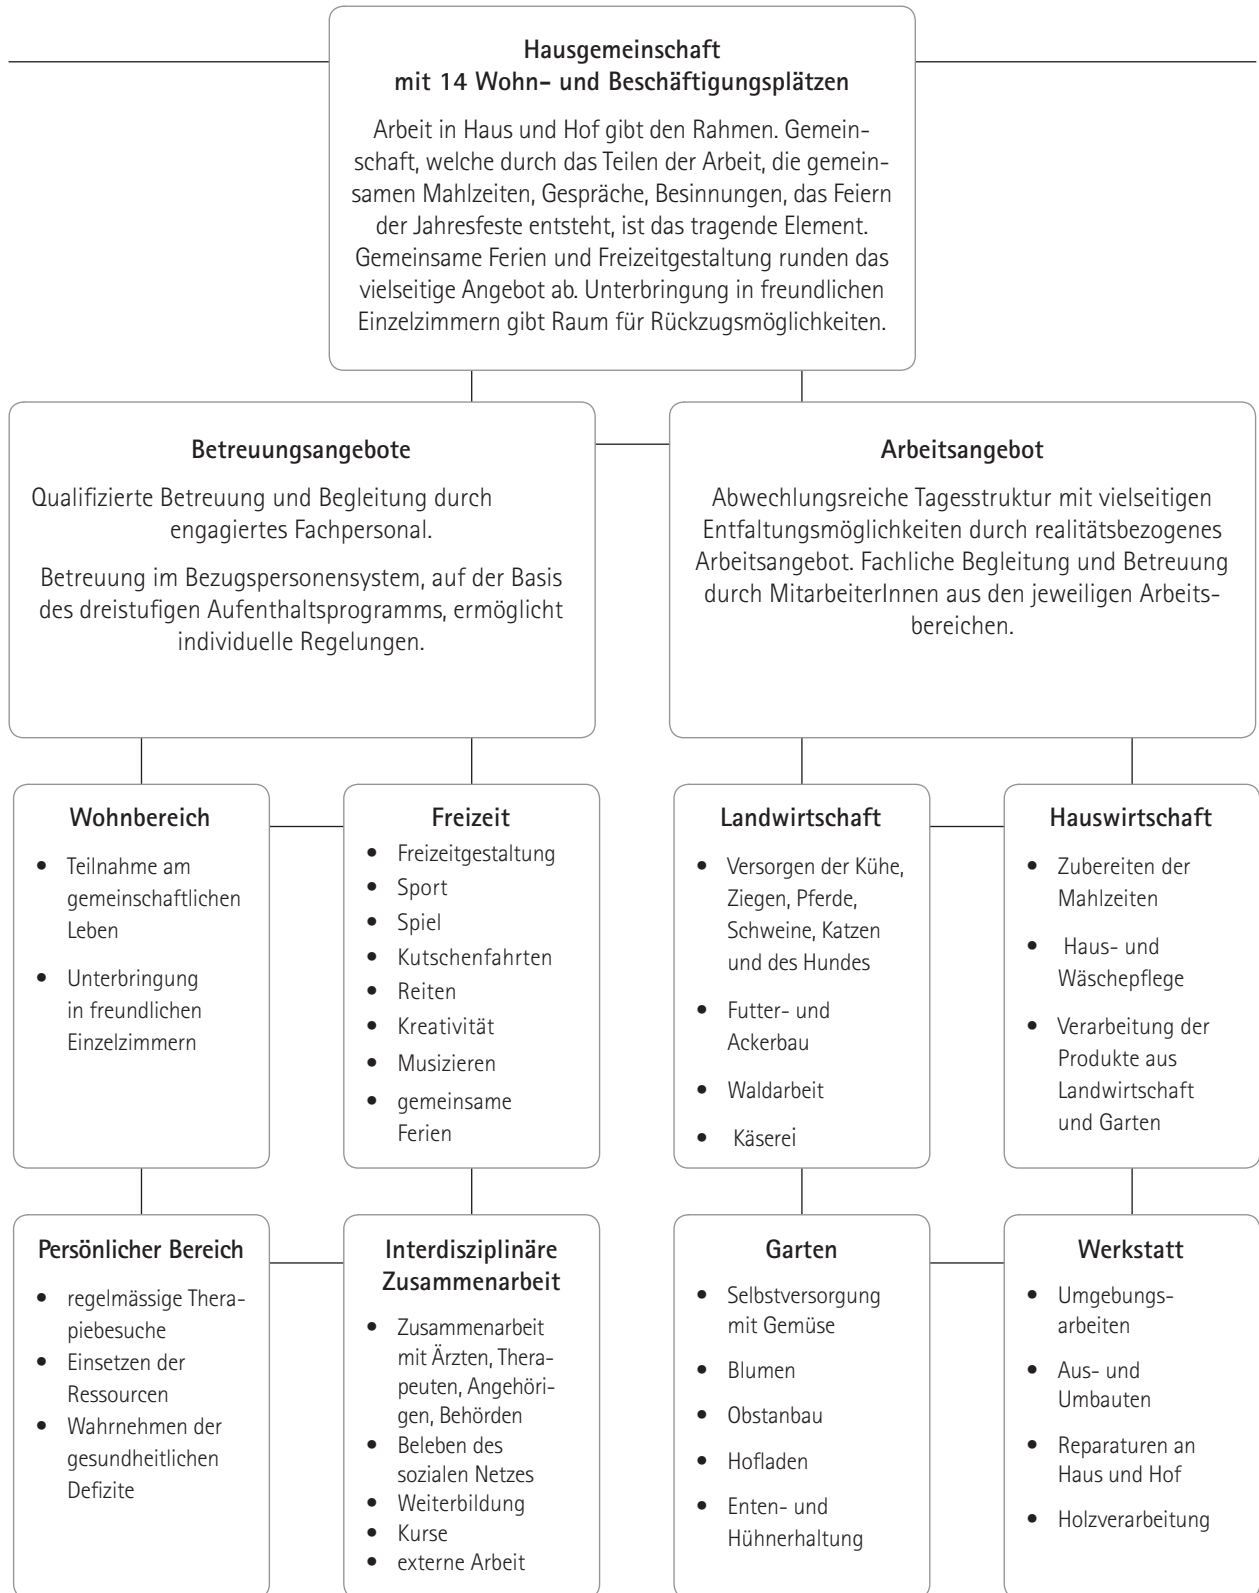 Hausgemeinschaft
mit 14 Wohn- und Beschäftigungsplätzen
Arbeit in Haus und Hof gibt den Rahmen. Gemein-
schaft, welche durch das Teilen der Arbeit, die gemein-
samen Mahlzeiten, Gespräche, Besinnungen, das Feiern
der Jahresfeste entsteht, ist das tragende Element.
Gemeinsame Ferien und Freizeitgestaltung runden das
vielseitige Angebot ab. Unterbringung in freundlichen
Einzelzimmern gibt Raum für Rückzugsmöglichkeiten.
Betreuungsangebote
Qualifizierte Betreuung und Begleitung durch
engagiertes Fachpersonal.
Betreuung im Bezugspersonensystem, auf der Basis
des dreistufigen Aufenthaltsprogramms, ermöglicht
individuelle Regelungen.
Arbeitsangebot
Abwechlungsreiche Tagesstruktur mit vielseitigen
Entfaltungsmöglichkeiten durch realitätsbezogenes
Arbeitsangebot. Fachliche Begleitung und Betreuung
durch MitarbeiterInnen aus den jeweiligen Arbeits-
bereichen.
Wohnbereich
• Teilnahme am
gemeinschaftlichen
Leben
• Unterbringung
in freundlichen
Einzelzimmern
Freizeit
• Freizeitgestaltung
• Sport
• Spiel
• Kutschenfahrten
• Reiten
• Kreativität
• Musizieren
• gemeinsame
Ferien
Landwirtschaft
• Versorgen der Kühe,
Ziegen, Pferde,
Schweine, Katzen
und des Hundes
• Futter- und
Ackerbau
• Waldarbeit
• Käserei
Hauswirtschaft
• Zubereiten der
Mahlzeiten
• Haus- und
Wäschepflege
• Verarbeitung der
Produkte aus
Landwirtschaft
und Garten
Persönlicher Bereich
• regelmässige Thera-
piebesuche
• Einsetzen der
Ressourcen
• Wahrnehmen der
gesundheitlichen
Defizite
Interdisziplinäre
Zusammenarbeit
• Zusammenarbeit
mit Ärzten, Thera-
peuten, Angehöri-
gen, Behörden
• Beleben des
sozialen Netzes
• Weiterbildung
• Kurse
• externe Arbeit
Garten
• Selbstversorgung
mit Gemüse
• Blumen
• Obstanbau
• Hofladen
• Enten- und
Hühnerhaltung
Werkstatt
• Umgebungs-
arbeiten
• Aus- und
Umbauten
• Reparaturen an
Haus und Hof
• Holzverarbeitung